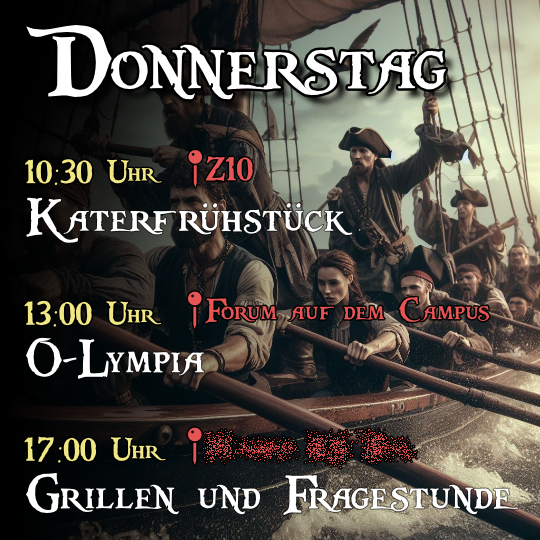 Donnerstag
10:30 Uhr Z10
Katerfrühstück
13:00 Uhr Forum auf dem Campus
O-Lympia
17:00 Uhr
Grillen und Fragestunde